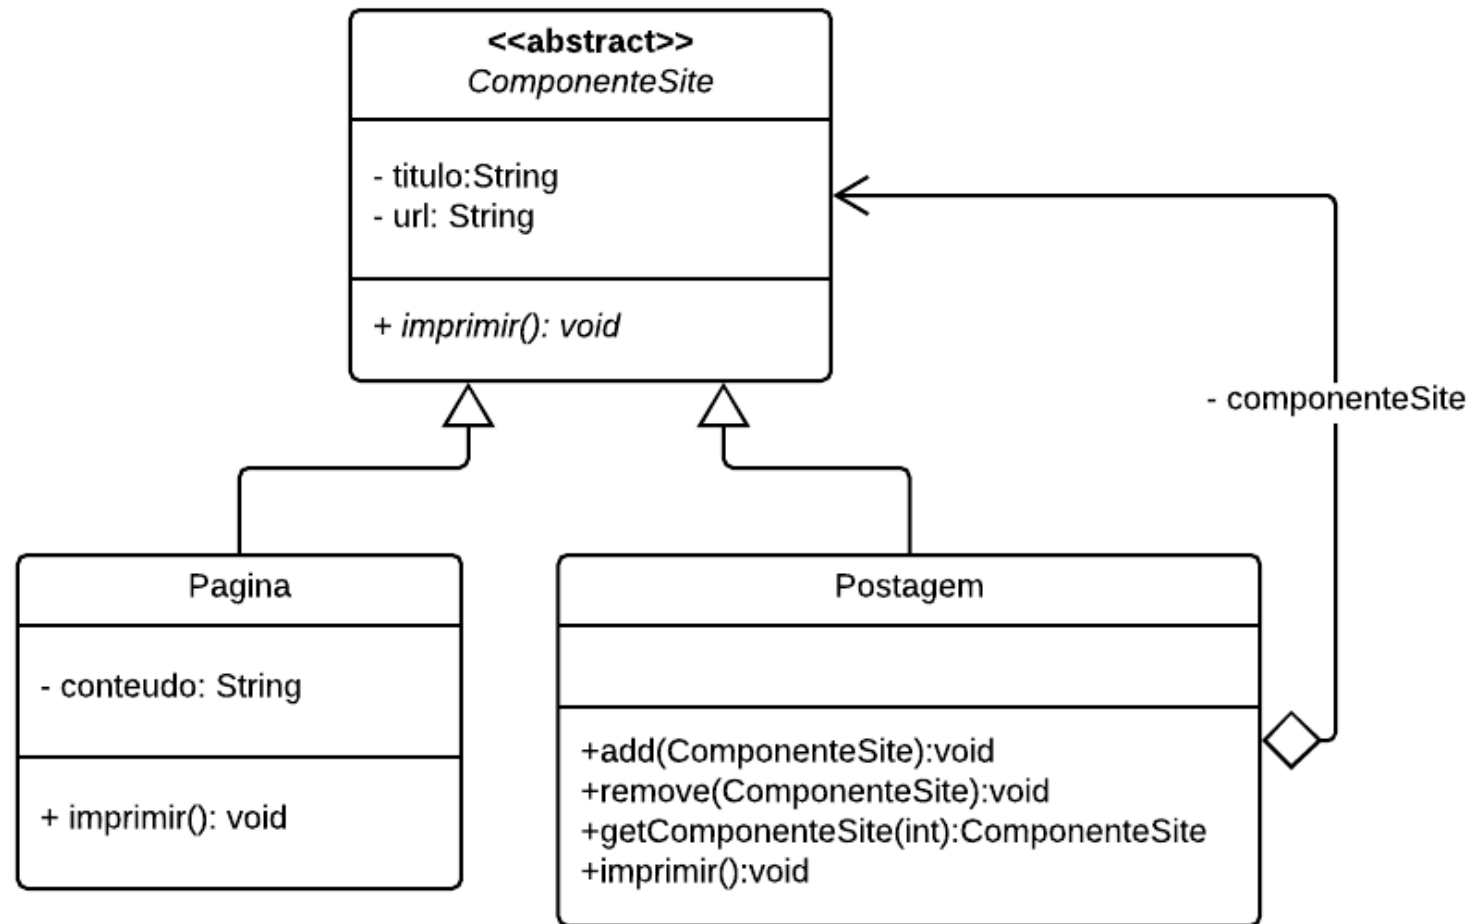 <<abstract>>
ComponenteSite
- titulo:String
- url: String
+ imprimir(): void
- componenteSite
Pagina
- conteudo: String
+ imprimir(): void
Postagem
+add(ComponenteSite):void
+remove(ComponenteSite):void
+getComponenteSite(int):ComponenteSite
+imprimir():void